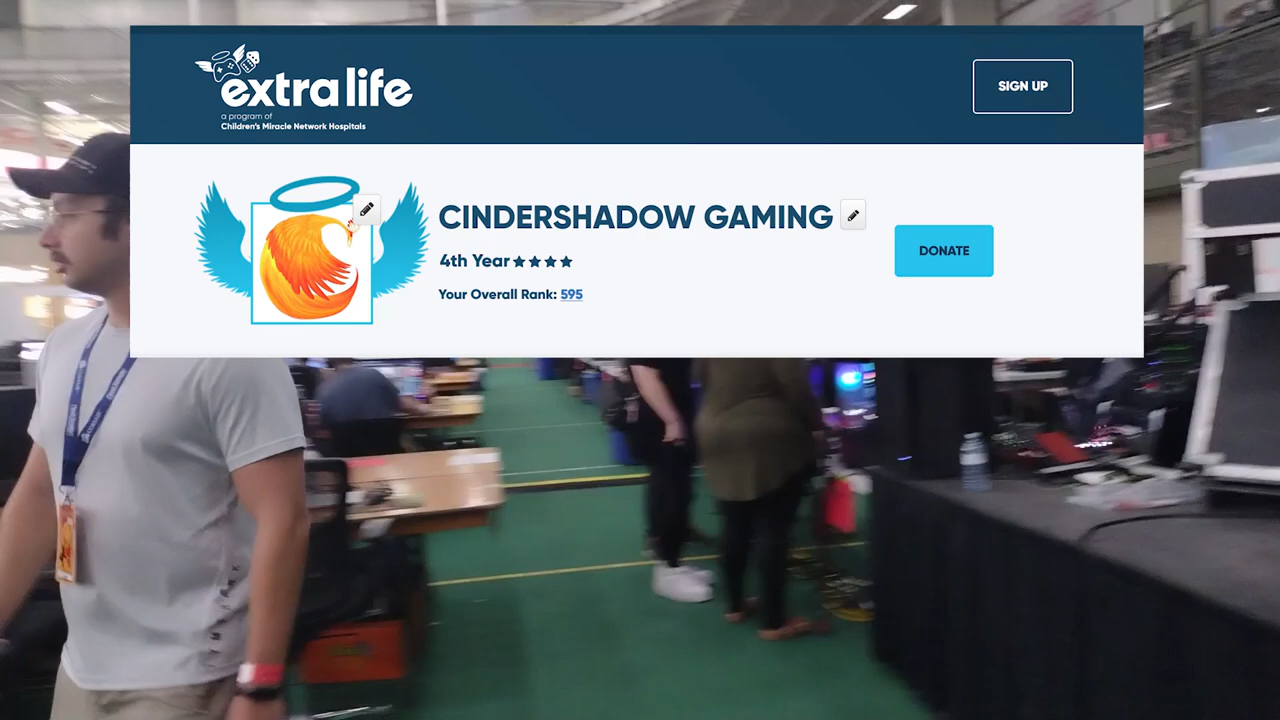 extra life
a program of
Children's Miracle Network Hospitals
SIGN UP
CINDERSHADOW GAMING
4th Year
Your Overall Rank: 595
DONATE